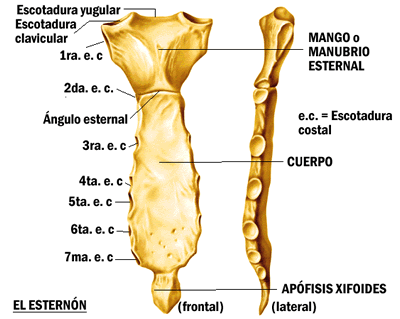 Escotadura yugular
Escotadura
clavicular
1ra. e. c
2da. e. c.
Ángulo esternal
3ra. e. c
4ta. e. c
5ta. e. c
6ta. e. c
7ma. e. c
EL ESTERNÓN
(frontal)
MANGO o
MANUBRIO
ESTERNAL
e.c. = Escotadura
costal
CUERPO
APÓFISIS XIFOIDES
(lateral)